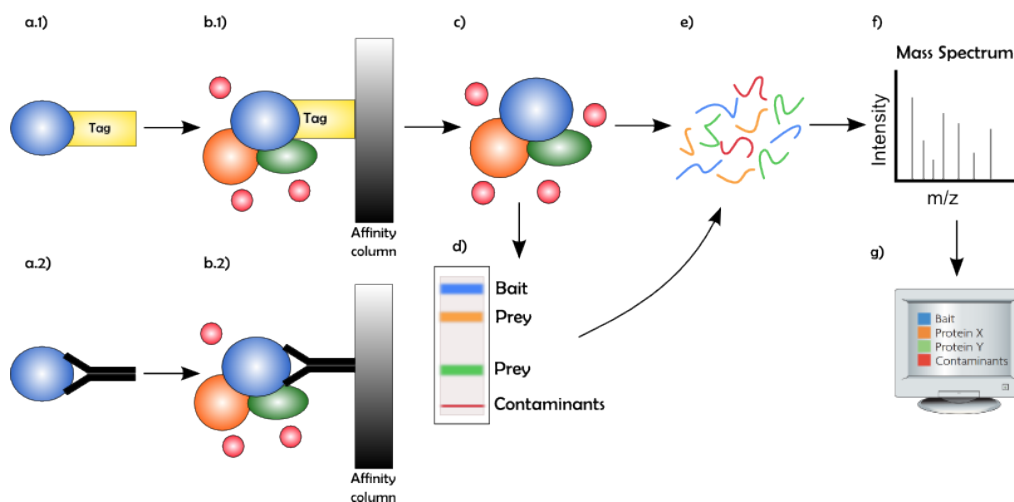 a.1)
b.1)
c)
e)
f)
Mass Spectrum
Tag
Tag
Intensity
m/z
Affinity
column
a.2)
b.2)
d)
g)
Bait
Prey
Prey
Contaminants
Bait
Protein X
Protein Y
Contaminants
Affinity
column